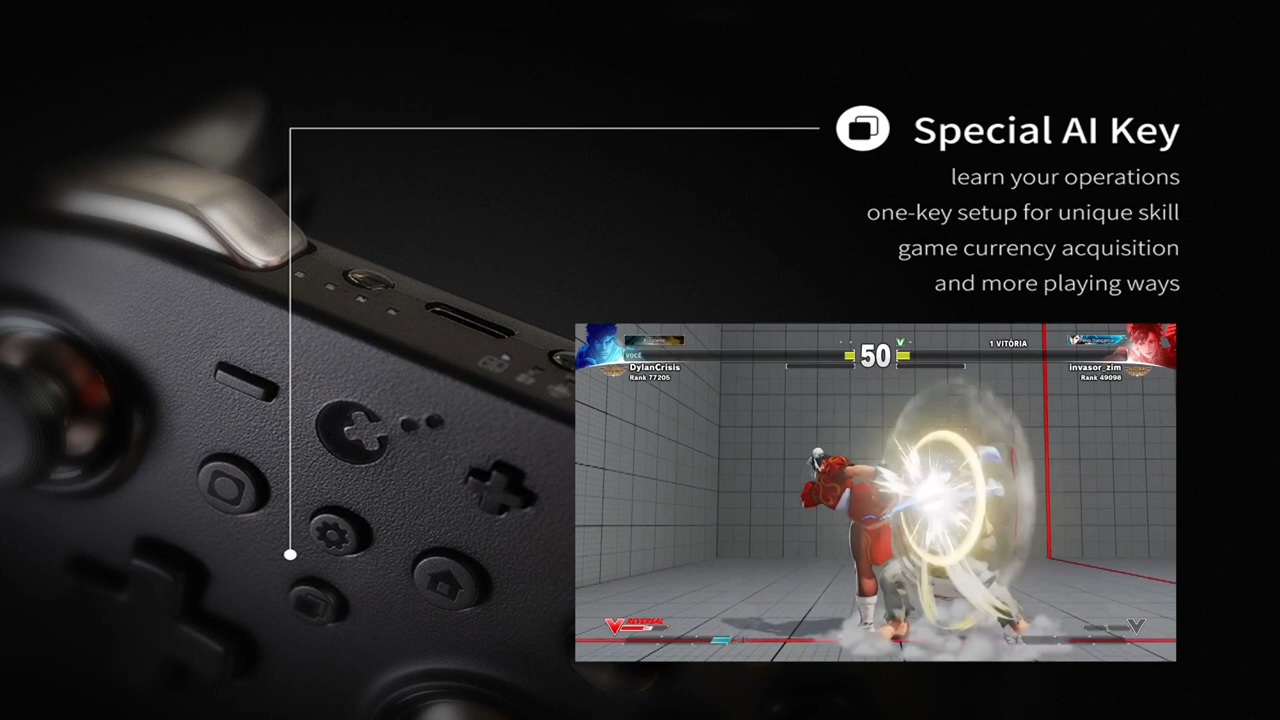 Special AI Key
learn your operations
one-key setup for unique skill
game currency acquisition
and more playing ways
50
1 VITÓRIA
VOCÊ
DylanCrisis
Rank 77205
invasor_zim
Rank 49098
REVERSAL